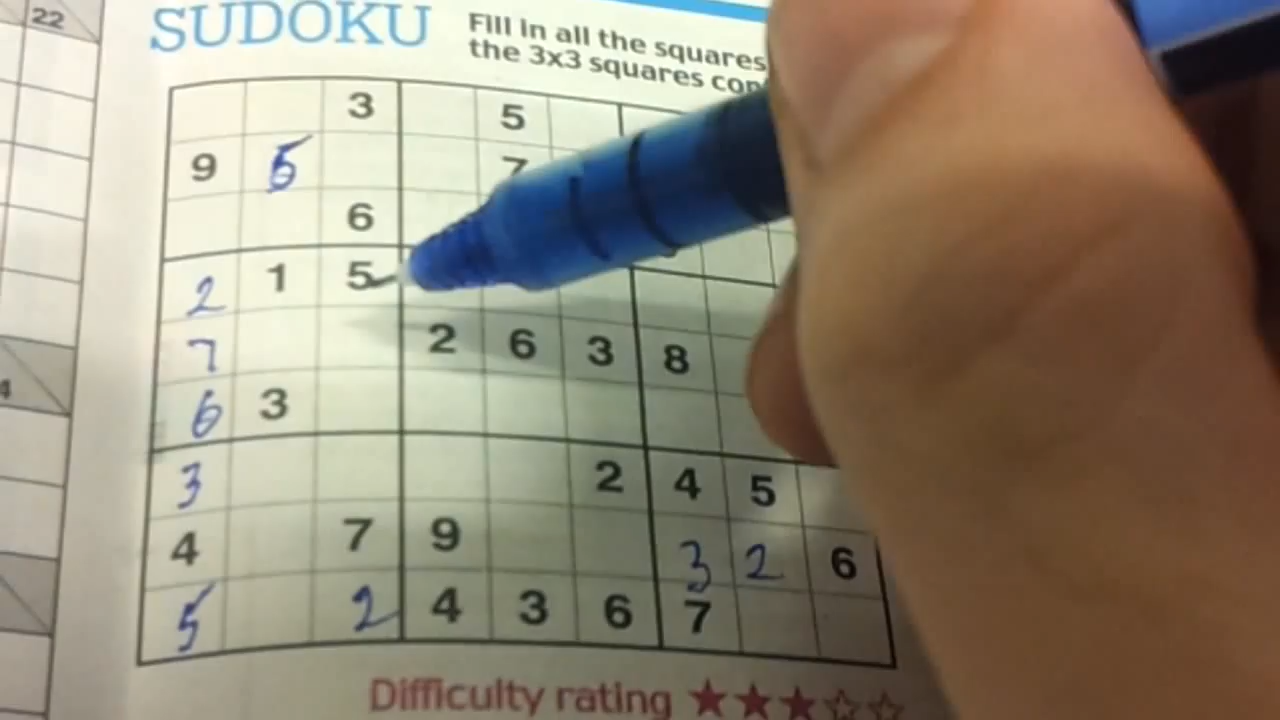 22
SUDOKU
Fill in all the squares
the 3x3 squares
3 5
9 5 7
6
2 1 5
7 2 6 3 8
4
6 3
3 2 4 5
4 7 9 3 2 6
5 2 4 3 6 7
Difficulty rating ★★★☆☆